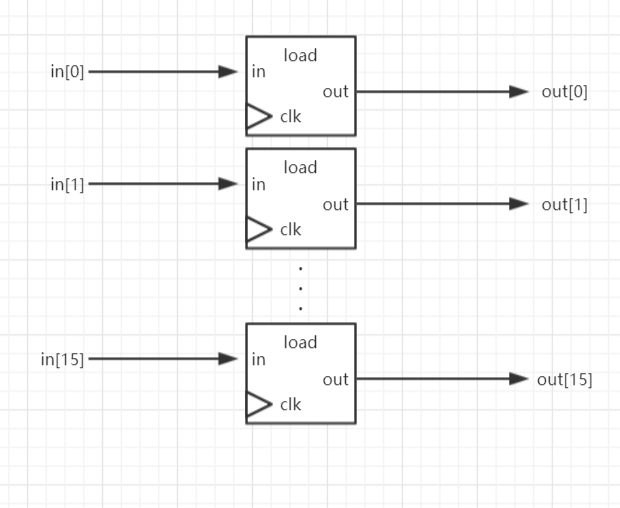 load
in[0] in
out out[0]
clk
load
in[1] in
out out[1]
clk
load
in[15] in
out out[15]
clk